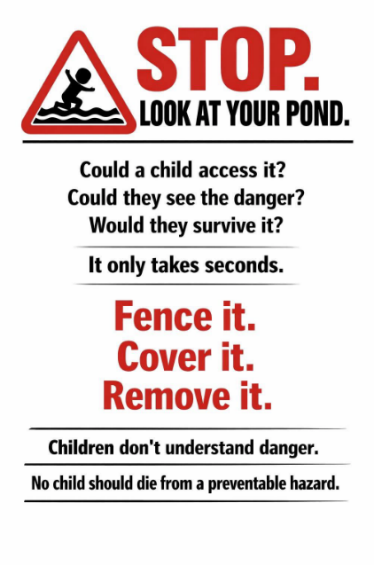 STOP.
LOOK AT YOUR POND.
Could a child access it?
Could they see the danger?
Would they survive it?
It only takes seconds.
Fence it.
Cover it.
Remove it.
Children don't understand danger.
No child should die from a preventable hazard.